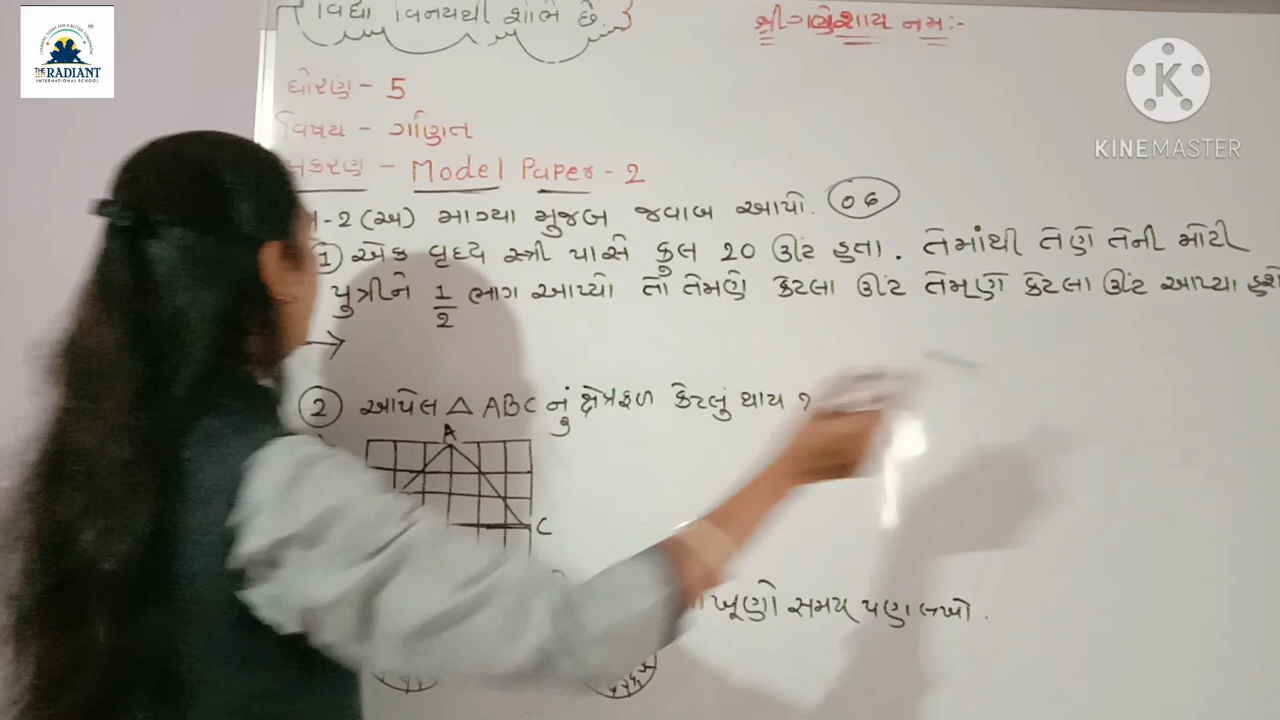 વિદ્યા વિનયથી શોભે છે.
શ્રી ગણેશાય નમઃ-
THE RADIANT
INTERNATIONAL SCHOOL
KINEMASTER
ધોરણ - 5
વિષય - ગણિત
પ્રકરણ - Model Paper - 2
-2 (અ) માગ્યા મુજબ જવાબ આપો. 06
1 એક વૃધ્ધ સ્ત્રી પાસે કુલ 20 ઊંટ હતા. તેમાંથી તેણે તેની મોટી
પુત્રીને 1/2 ભાગ આપ્યો તો તેમણે કેટલા ઊંટ તેમણે કેટલા ઊંટ આપ્યા હશે
2 આપેલ △ ABC નું ક્ષેત્રફળ કેટલું થાય ?
A
C
ખૂણો સમય પણ લખો.